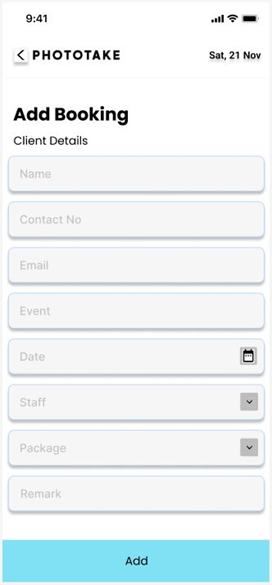 9:41
PHOTOTAKE
Sat, 21 Nov
Add Booking
Client Details
Name
Contact No
Email
Event
Date
Staff
Package
Remark
Add